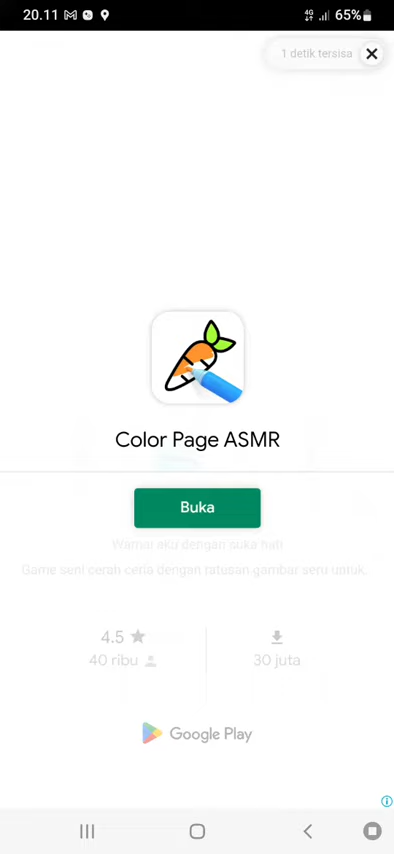 20.11 4G 65%
1 detik tersisa
Color Page ASMR
Buka
Warnai aku dengan suka hati
Game seni cerah ceria dengan ratusan gambar seni untuk.
4.5
40 ribu
30 juta
Google Play